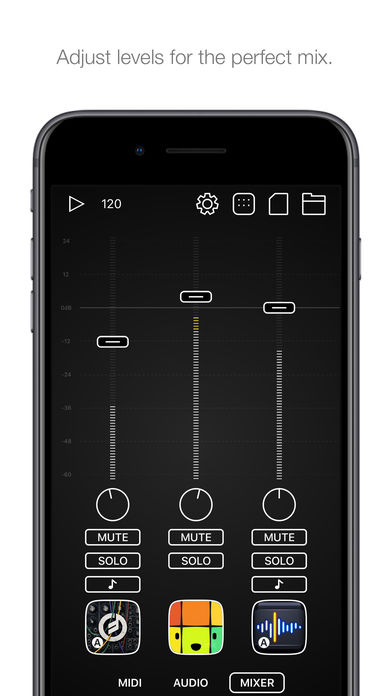 Adjust levels for the perfect mix.
120
24
12
0dB
-12
-24
-36
-48
-60
MUTE MUTE MUTE
SOLO SOLO SOLO
A A
MIDI AUDIO MIXER